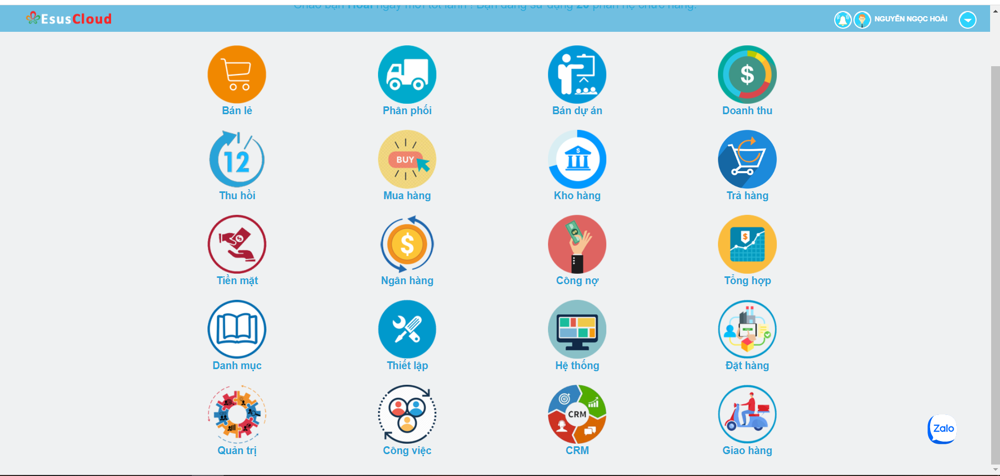 Chào bạn Hoài ngày mới tốt lành ! Bạn đang sử dụng 20 phân hệ chức năng.
EsusCloud
NGUYỄN NGỌC HOÀI
$
Bán lẻ
Phân phối
Bán dự án
Doanh thu
12
BUY
$
Thu hồi
Mua hàng
Kho hàng
Trả hàng
$
$
Tiền mặt
Ngân hàng
Công nợ
Tổng hợp
Danh mục
Thiết lập
Hệ thống
Đặt hàng
CRM
Zalo
Quản trị
Công việc
CRM
Giao hàng